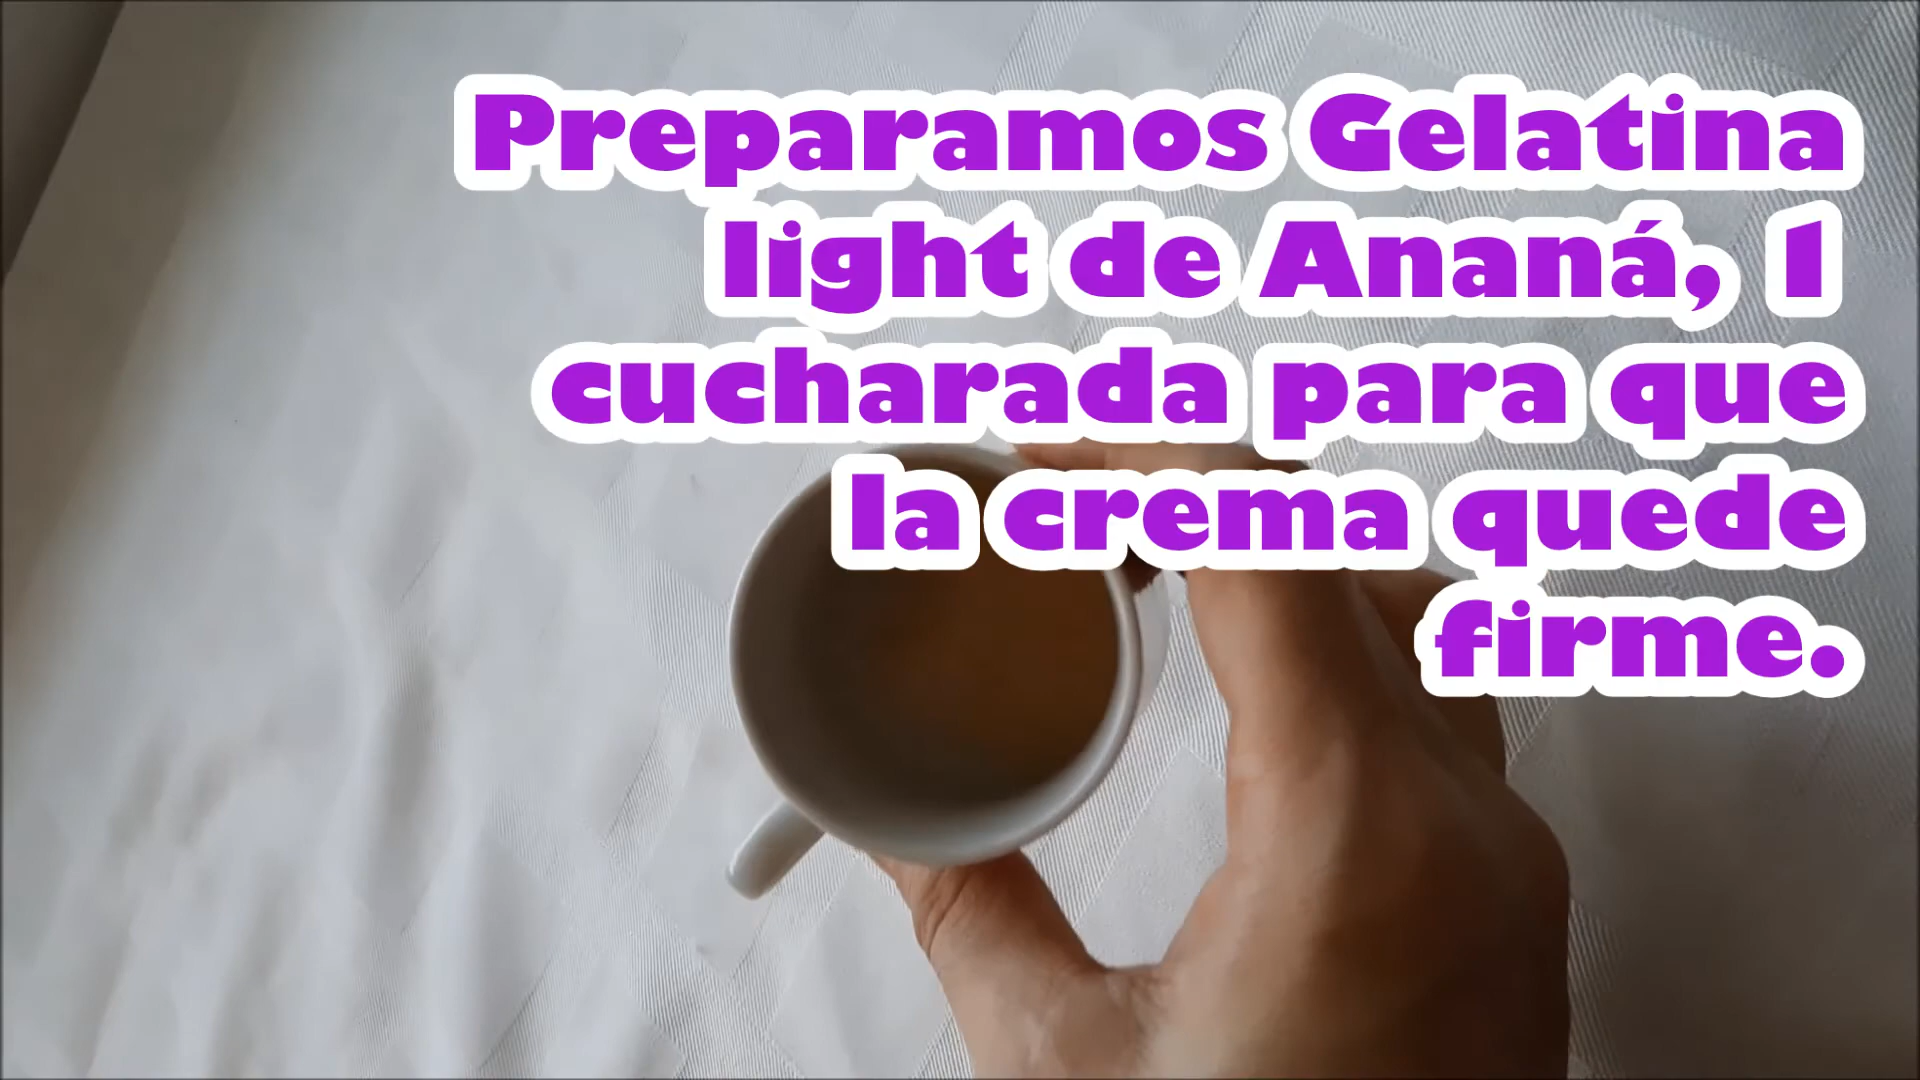 Preparamos Gelatina
light de Ananá, 1
cucharada para que
la crema quede
firme.